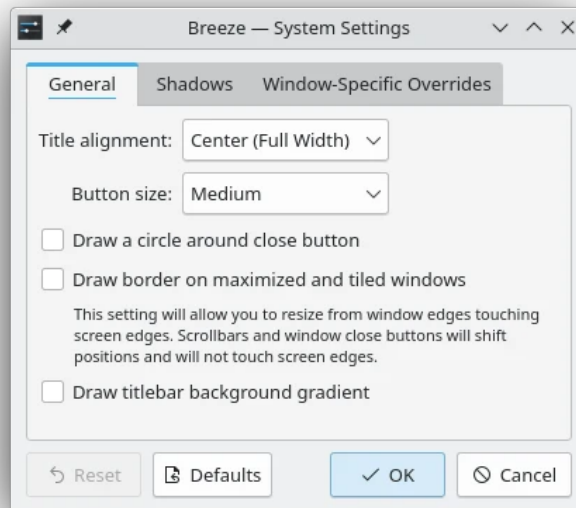 Breeze — System Settings
General Shadows Window-Specific Overrides
Title alignment: Center (Full Width)
Button size: Medium
Draw a circle around close button
Draw border on maximized and tiled windows
This setting will allow you to resize from window edges touching
screen edges. Scrollbars and window close buttons will shift
positions and will not touch screen edges.
Draw titlebar background gradient
Reset Defaults OK Cancel